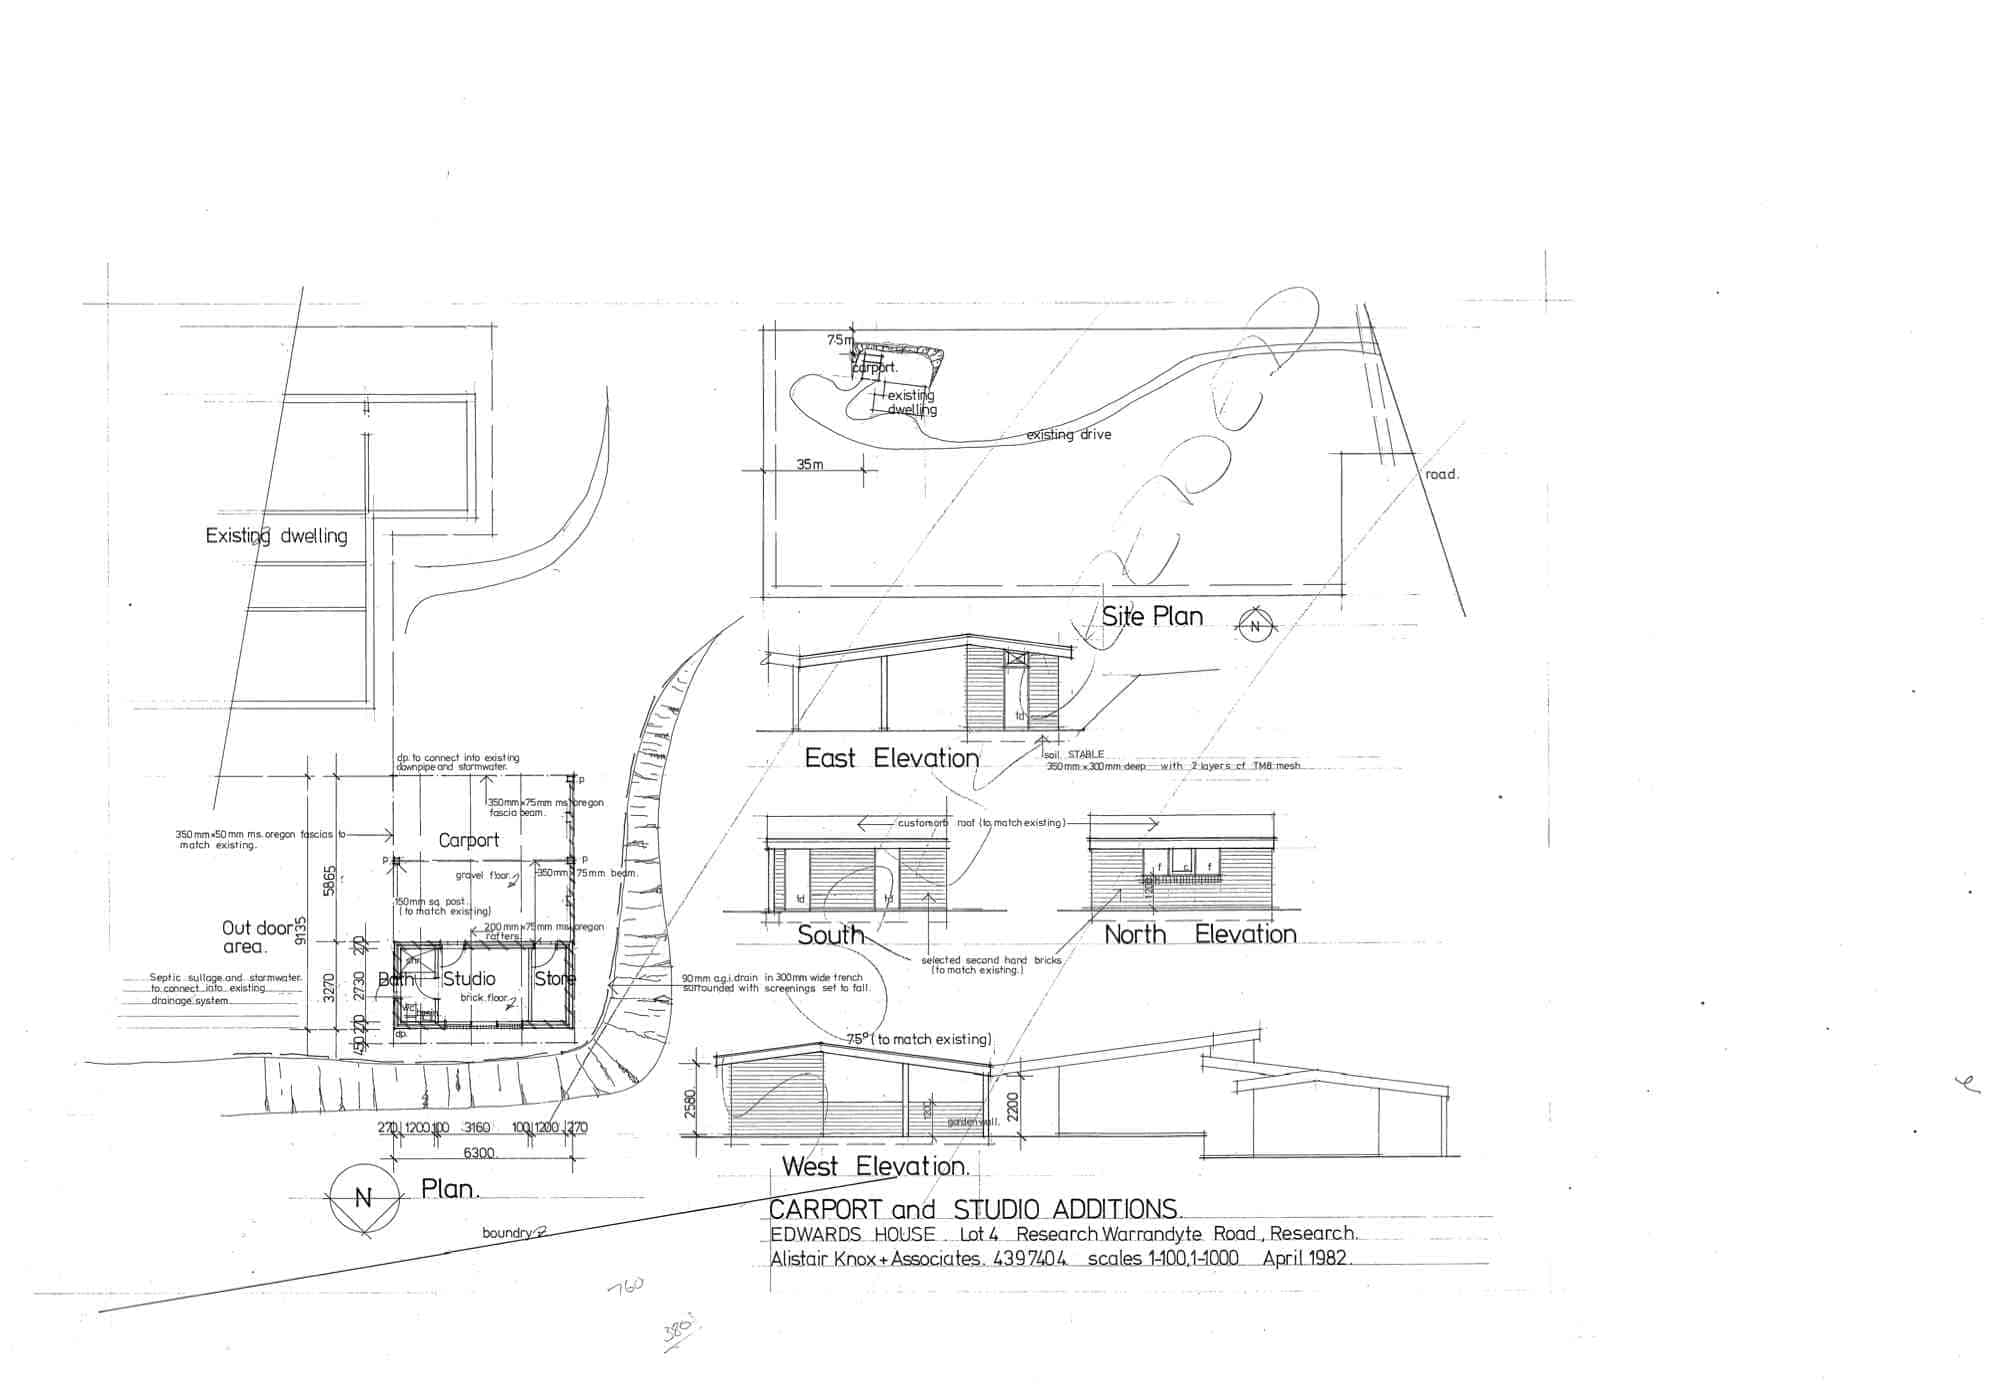 7·5m
carport.
existing
dwelling
existing drive
35m
road.
Site Plan
N
Existing dwelling
td
East Elevation
soil STABLE
350mm x 300mm deep with 2 layers of TM8 mesh
dp. to connect into existing
downpipe and stormwater.
p
350mm x 75mm ms oregon
fascia beam.
350mm x 50mm ms. oregon fascias to
match existing.
Carport
p
p
gravel floor.
350mm x 75mm beam.
150mm sq. post
(to match existing)
200mm x 75mm ms oregon
rafters
Out door
area.
5865
9135
3270
270
2730
270
450
Septic sullage and stormwater
to connect into existing
drainage system
shr
Bath
Studio
Store
brick floor
wc
basin
dp.
90mm a.g.i. drain in 300mm wide trench
surrounded with screenings set to fall.
customorb roof (to match existing)
td
td
South
f
c
f
1200
North Elevation
selected second hand bricks
(to match existing.)
7·5° (to match existing)
2580
1200
garden wall.
2200
West Elevation.
270 1200 100 3160 100 1200 270
6300.
N
Plan.
boundry
CARPORT and STUDIO ADDITIONS.
EDWARDS HOUSE. Lot 4 Research Warrandyte Road, Research.
Alistair Knox + Associates. 4397404 scales 1-100, 1-1000 April 1982.
760
380